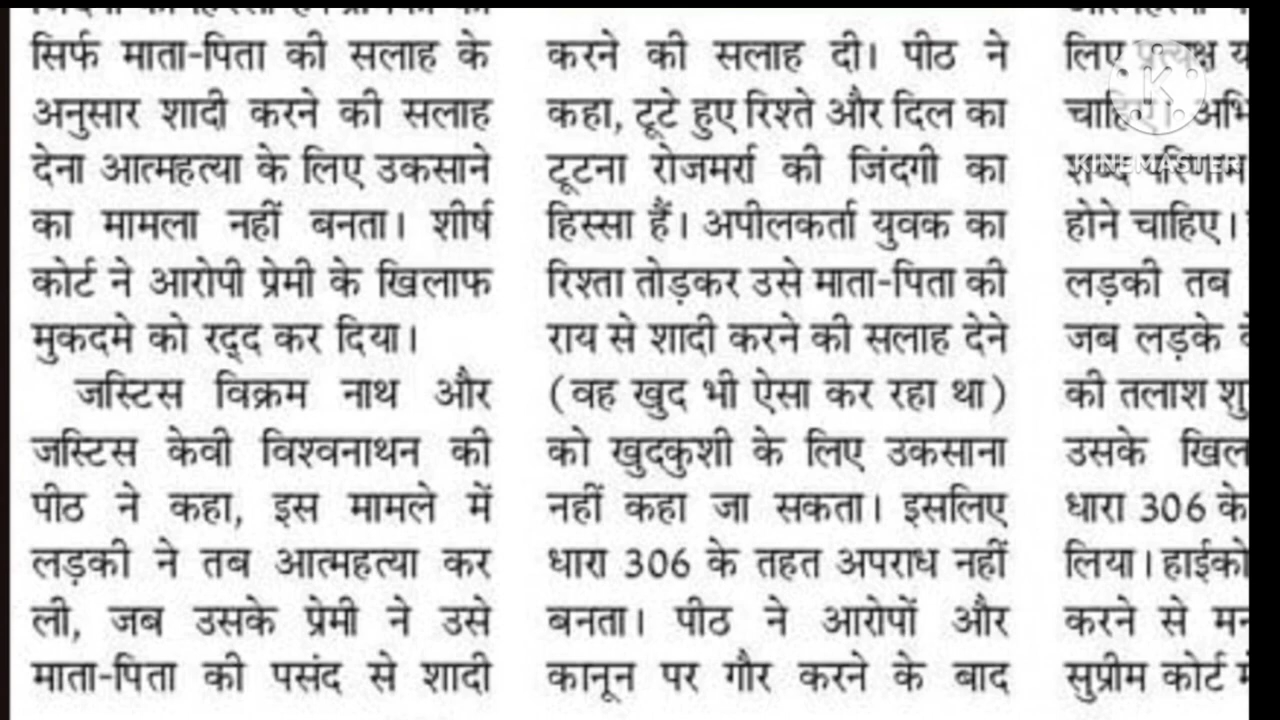 सिर्फ माता-पिता की सलाह के
अनुसार शादी करने की सलाह
देना आत्महत्या के लिए उकसाने
का मामला नहीं बनता। शीर्ष
कोर्ट ने आरोपी प्रेमी के खिलाफ
मुकदमे को रद्द कर दिया।
जस्टिस विक्रम नाथ और
जस्टिस केवी विश्वनाथन की
पीठ ने कहा, इस मामले में
लड़की ने तब आत्महत्या कर
ली, जब उसके प्रेमी ने उसे
माता-पिता की पसंद से शादी
करने की सलाह दी। पीठ ने
कहा, टूटे हुए रिश्ते और दिल का
टूटना रोजमर्रा की जिंदगी का
हिस्सा हैं। अपीलकर्ता युवक का
रिश्ता तोड़कर उसे माता-पिता की
राय से शादी करने की सलाह देने
(वह खुद भी ऐसा कर रहा था)
को खुदकुशी के लिए उकसाना
नहीं कहा जा सकता। इसलिए
धारा 306 के तहत अपराध नहीं
बनता। पीठ ने आरोपों और
कानून पर गौर करने के बाद
लिए
चाहिए।
शब्द परिणाम
होने चाहिए।
लड़की तब
जब लड़के
की तलाश
उसके
धारा 306 के
लिया।
करने से
सुप्रीम कोर्ट
KINEMASTER